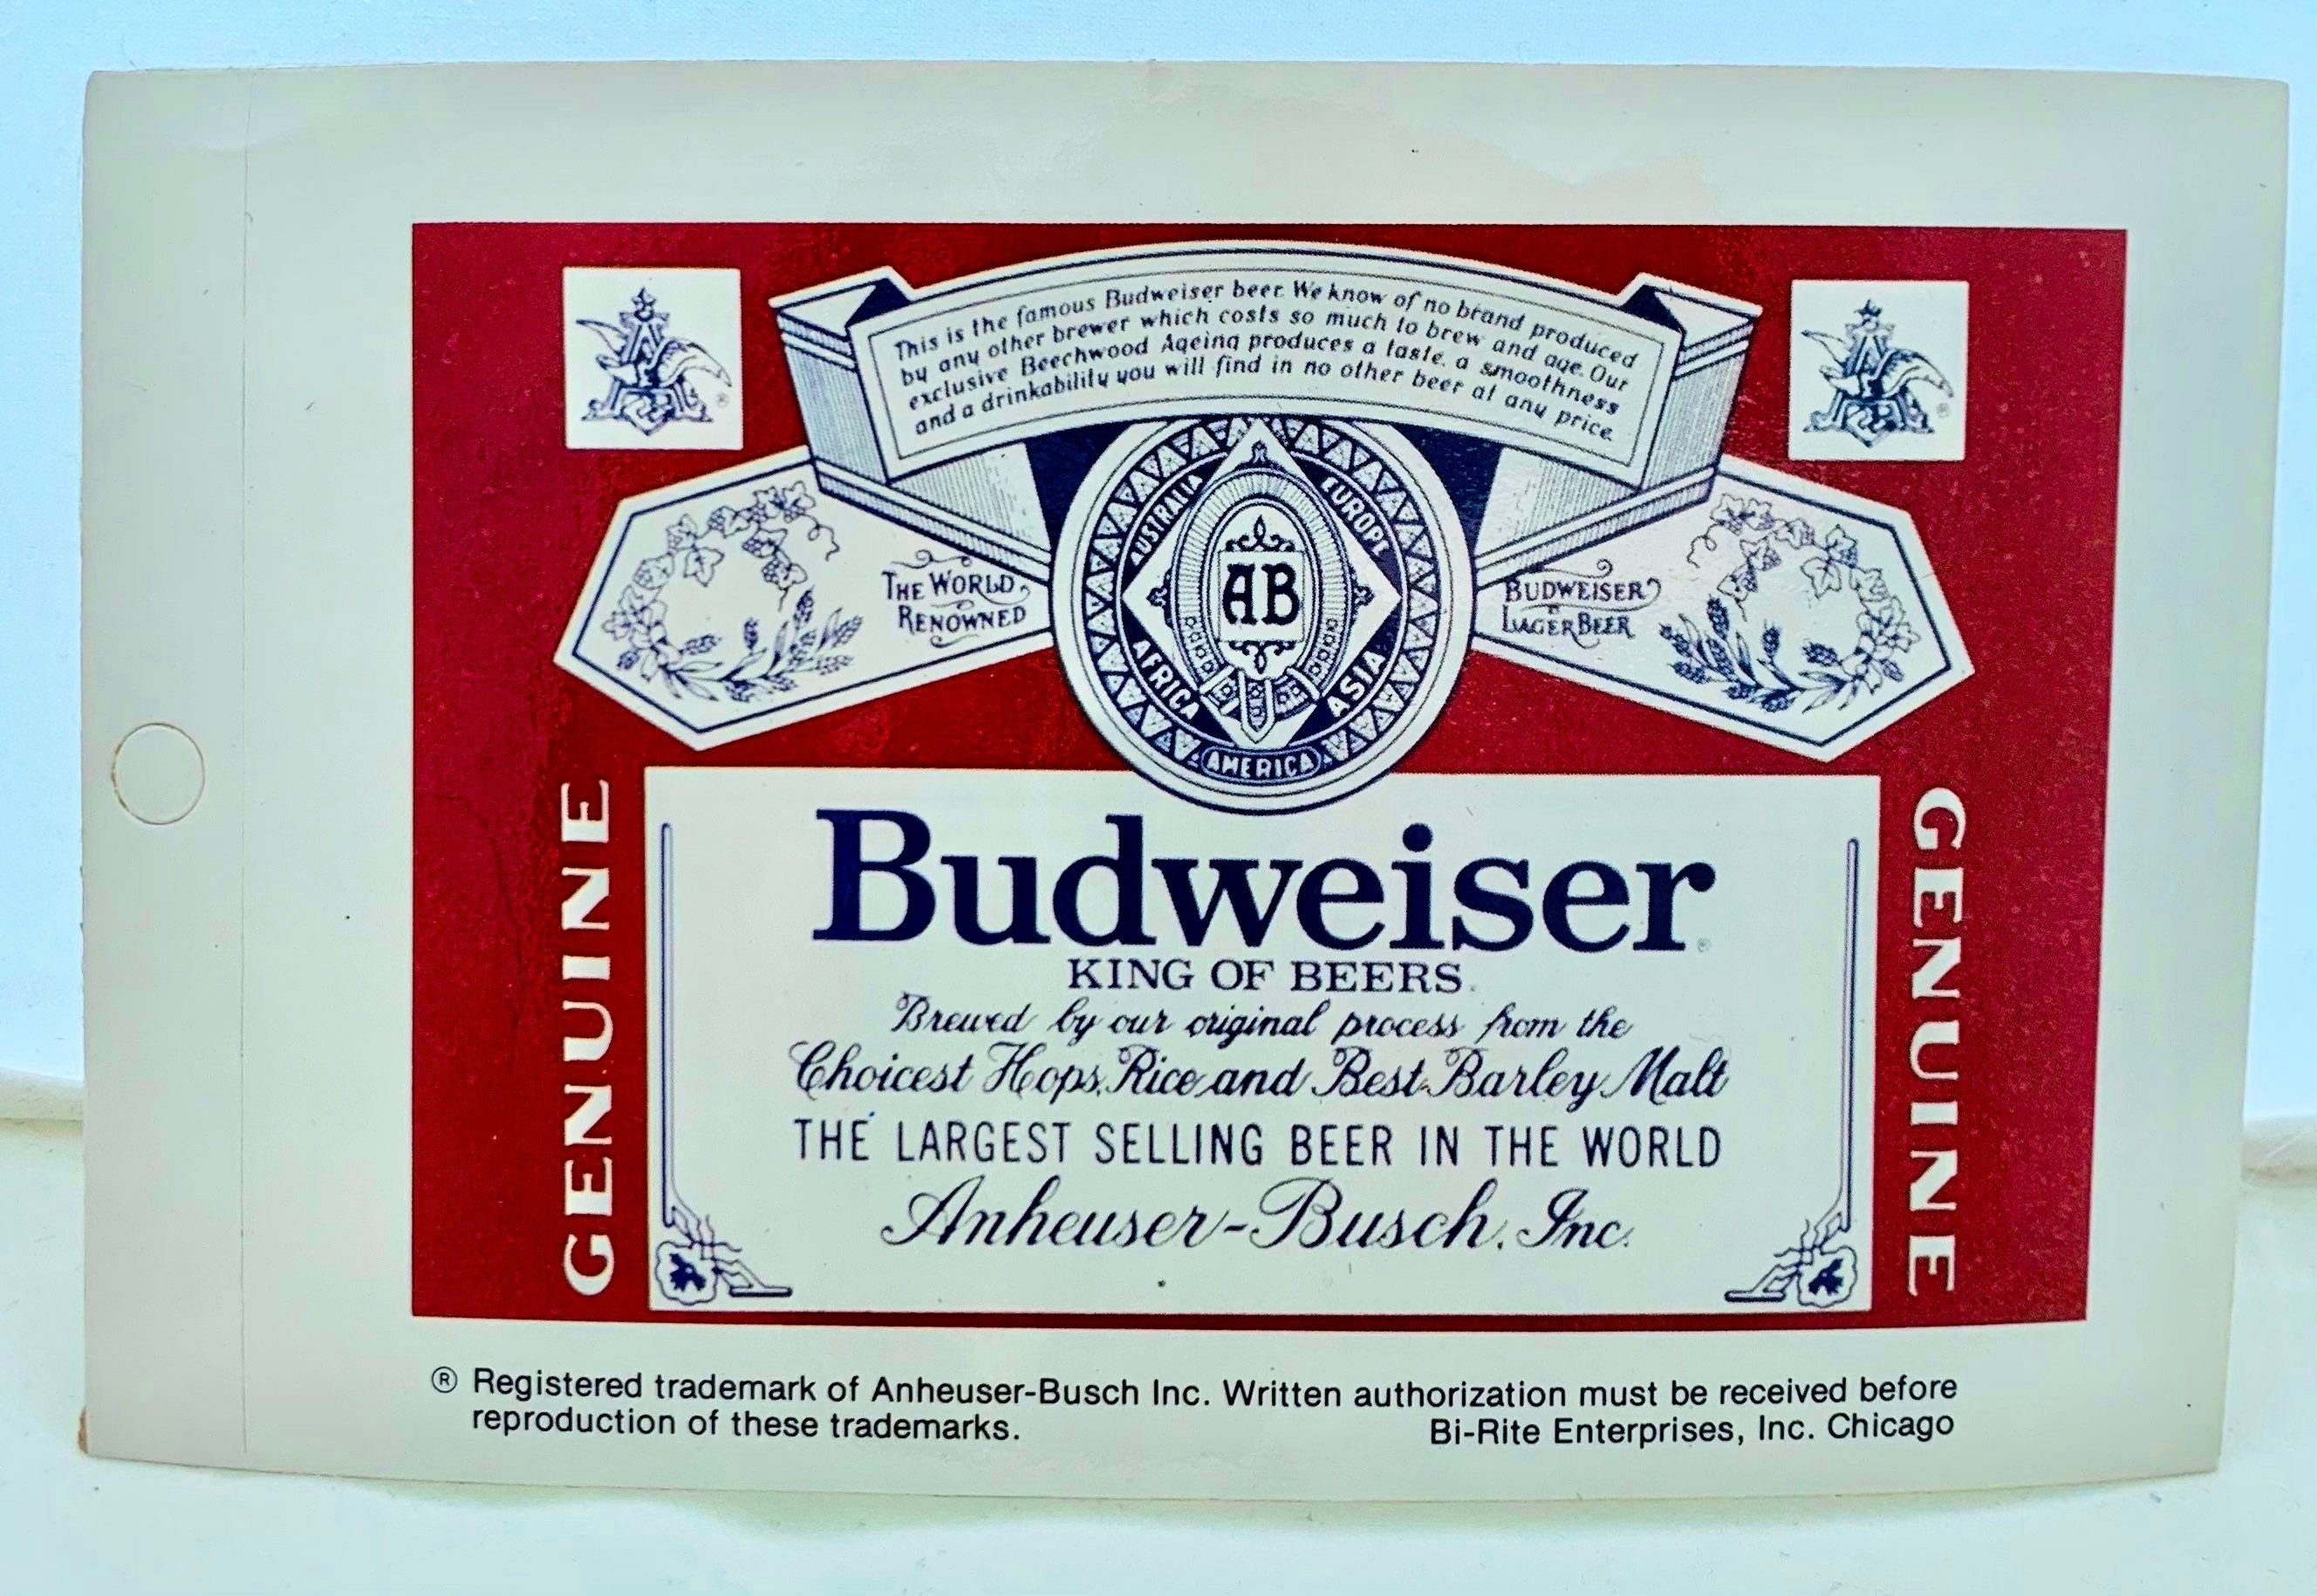 This is the famous Budweiser beer. We know of no brand produced
by any other brewer which costs so much to brew and age. Our
exclusive Beechwood Ageing produces a taste, a smoothness
and a drinkability you will find in no other beer at any price.
AUSTRALIA
EUROPE
THE WORLD
RENOWNED
AB
BUDWEISER
LAGER BEER
AFRICA
ASIA
AMERICA
GENUINE
GENUINE
Budweiser®
KING OF BEERS.
Brewed by our original process from the
Choicest Hops, Rice and Best Barley Malt
THE LARGEST SELLING BEER IN THE WORLD
Anheuser-Busch, Inc.
® Registered trademark of Anheuser-Busch Inc. Written authorization must be received before
reproduction of these trademarks. Bi-Rite Enterprises, Inc. Chicago